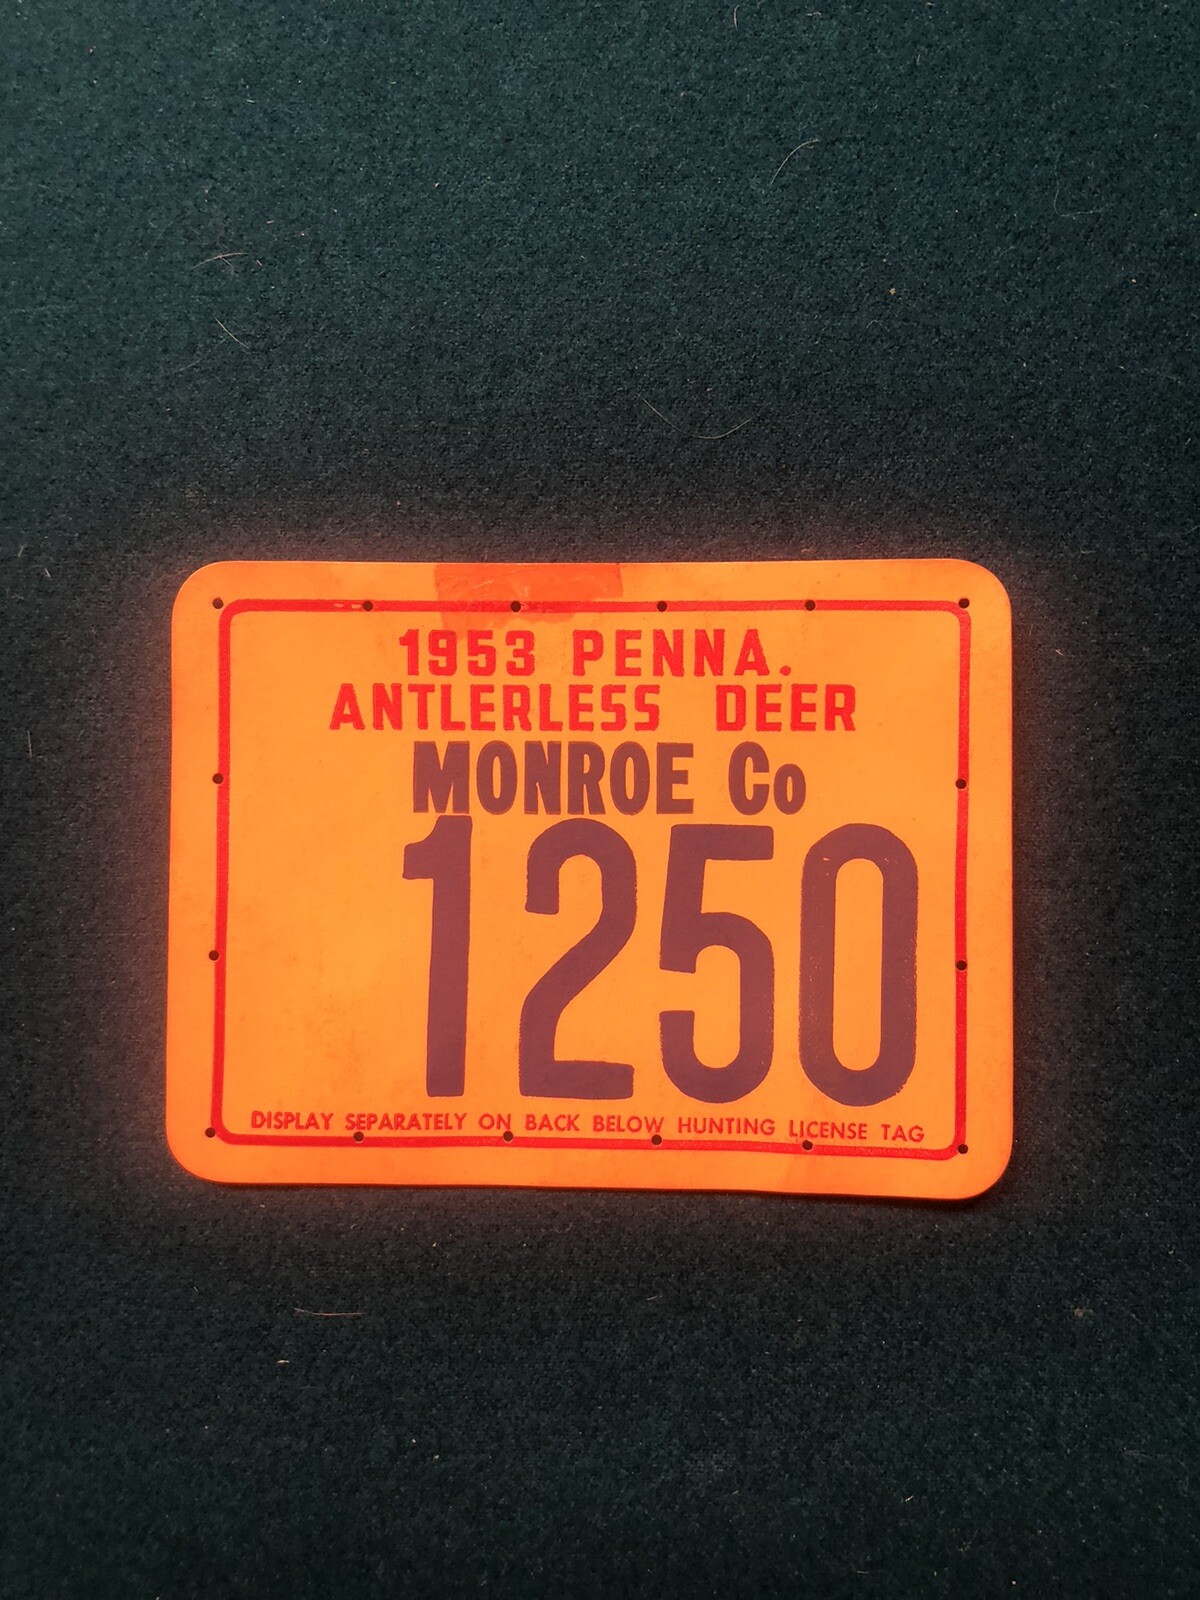 1953 PENNA.
ANTLERLESS DEER
MONROE Co
1250
DISPLAY SEPARATELY ON BACK BELOW HUNTING LICENSE TAG